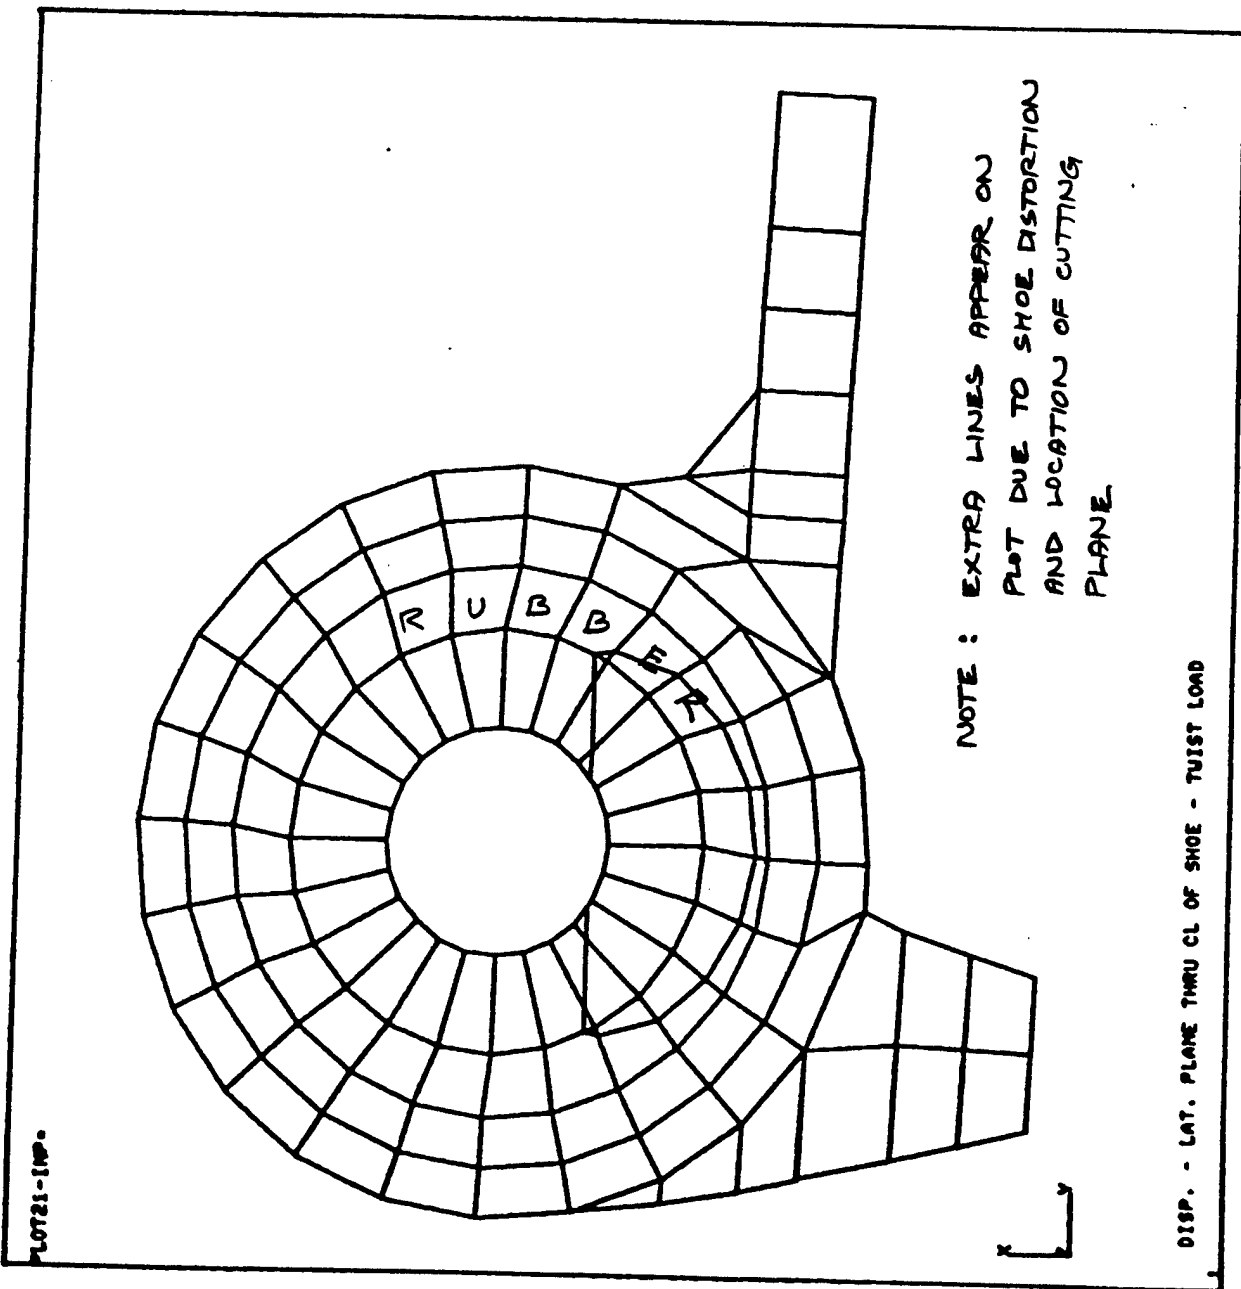 PLOT21-IMP.
RUBBER
NOTE : EXTRA LINES APPEAR ON
PLOT DUE TO SHOE DISTORTION
AND LOCATION OF CUTTING
PLANE
X
Z Y
DISP. - LAT. PLANE THRU CL OF SHOE - TWIST LOAD